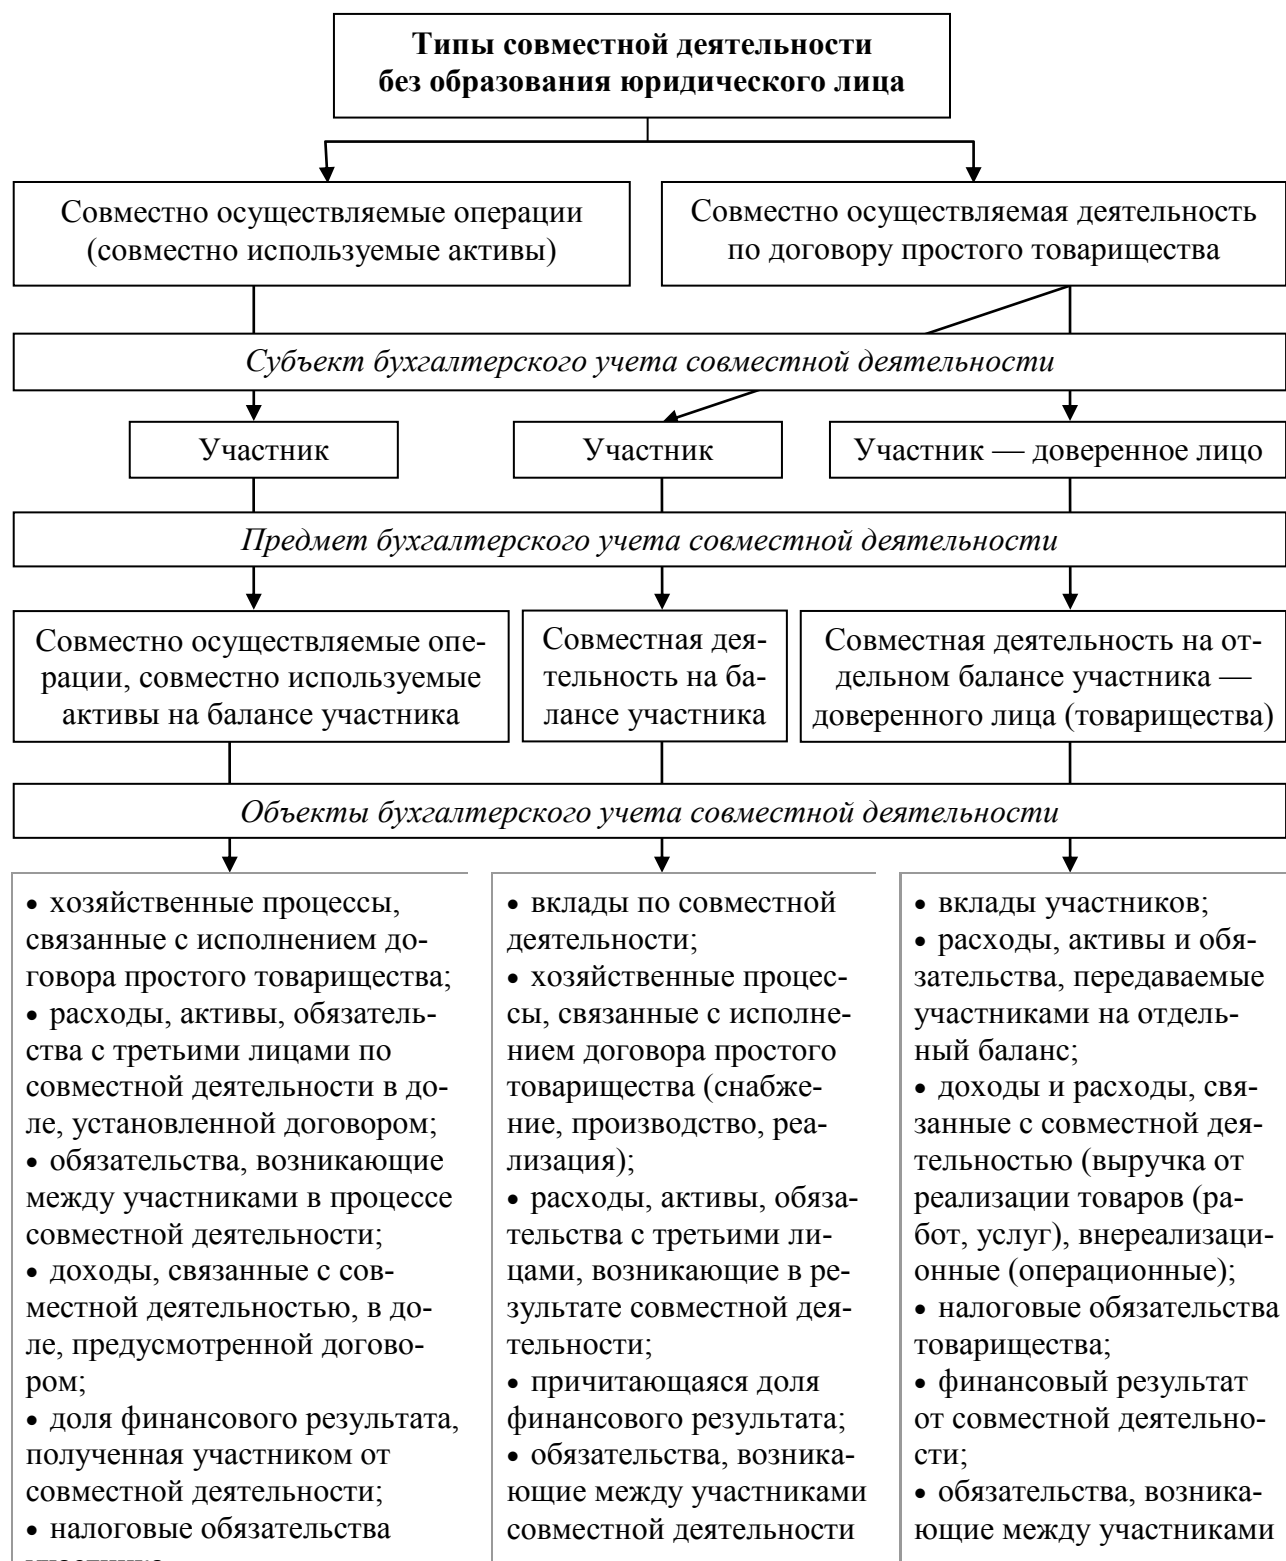 Типы совместной деятельности
без образования юридического лица
Совместно осуществляемые операции
(совместно используемые активы)
Совместно осуществляемая деятельность
по договору простого товарищества
Субъект бухгалтерского учета совместной деятельности
Участник
Участник
Участник — доверенное лицо
Предмет бухгалтерского учета совместной деятельности
Совместно осуществляемые опе-
рации, совместно используемые
активы на балансе участника
Совместная дея-
тельность на ба-
лансе участника
Совместная деятельность на от-
дельном балансе участника —
доверенного лица (товарищества)
Объекты бухгалтерского учета совместной деятельности
• хозяйственные процессы,
связанные с исполнением до-
говора простого товарищества;
• расходы, активы, обязатель-
ства с третьими лицами по
совместной деятельности в до-
ле, установленной договором;
• обязательства, возникающие
между участниками в процессе
совместной деятельности;
• доходы, связанные с сов-
местной деятельностью, в до-
ле, предусмотренной догово-
ром;
• доля финансового результата,
полученная участником от
совместной деятельности;
• налоговые обязательства
• вклады по совместной
деятельности;
• хозяйственные процес-
сы, связанные с исполне-
нием договора простого
товарищества (снабже-
ние, производство, реа-
лизация);
• расходы, активы, обяза-
тельства с третьими ли-
цами, возникающие в ре-
зультате совместной дея-
тельности;
• причитающаяся доля
финансового результата;
• обязательства, возника-
ющие между участниками
совместной деятельности
• вклады участников;
• расходы, активы и обя-
зательства, передаваемые
участниками на отдель-
ный баланс;
• доходы и расходы, свя-
занные с совместной дея-
тельностью (выручка от
реализации товаров (ра-
бот, услуг), внереализаци-
онные (операционные);
• налоговые обязательства
товарищества;
• финансовый результат
от совместной деятельно-
сти;
• обязательства, возника-
ющие между участниками